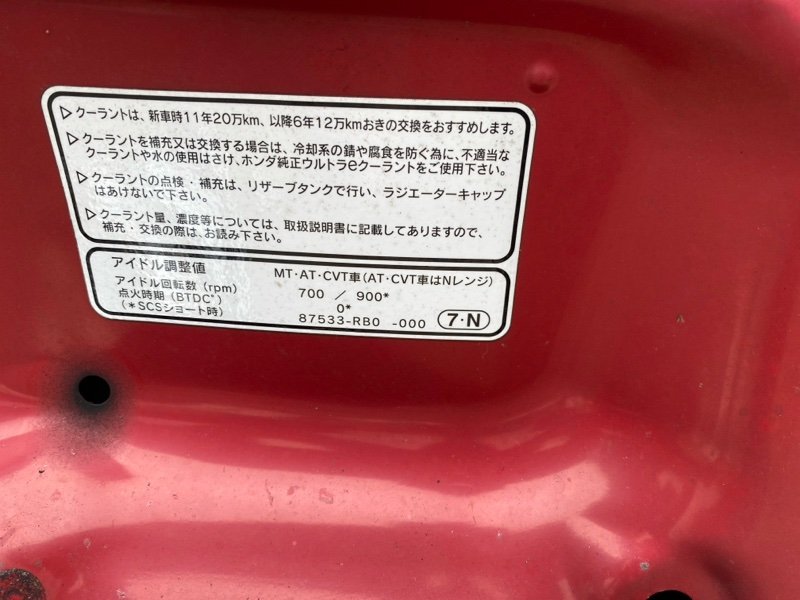 ▷クーラントは、新車時11年20万km、以降6年12万kmおきの交換をおすすめします。
▷クーラントを補充又は交換する場合は、冷却系の錆や腐食を防ぐ為に、不適当な
クーラントや水の使用はさけ、ホンダ純正ウルトラeクーラントをご使用下さい。
▷クーラントの点検・補充は、リザーブタンクで行い、ラジエーターキャップ
はあけないで下さい。
▷クーラント量、濃度等については、取扱説明書に記載してありますので、
補充・交換の際は、お読み下さい。
アイドル調整値 MT・AT・CVT車(AT・CVT車はNレンジ)
アイドル回転数(rpm) 700 / 900*
点火時期(BTDC°) 0*
(*SCSショート時) 87533-RB0 -000 7・N